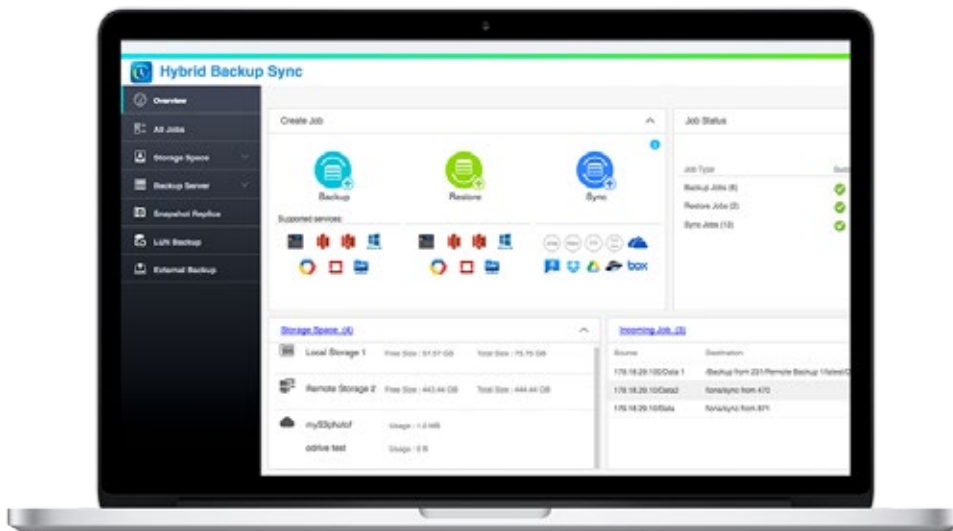 Hybrid Backup Sync
Overview
All Jobs
Storage Space
Backup Server
Snapshot Replica
LUN Backup
External Backup
Create Job
Backup
Restore
Sync
Supported services:
box
Job Status
Job Type
Backup Jobs (6)
Restore Jobs (2)
Sync Jobs (12)
Storage Space (4)
Local Storage 1 Free Size : 57.57 GB Total Size : 75.75 GB
Remote Storage 2 Free Size : 443.44 GB Total Size : 444.44 GB
myS3photof Usage : 1.0 MB
odrive test Usage : 0 B
Incoming Job (3)
Source Destination